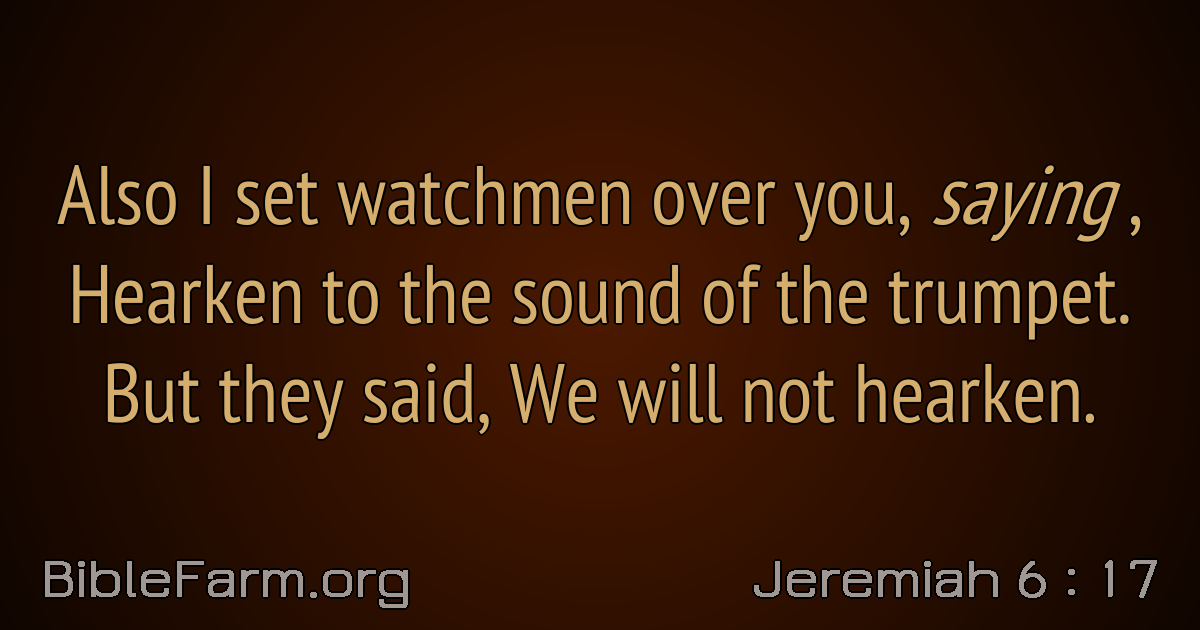 Also I set watchmen over you, saying ,
Hearken to the sound of the trumpet.
But they said, We will not hearken.
BibleFarm.org
Jeremiah 6 : 17